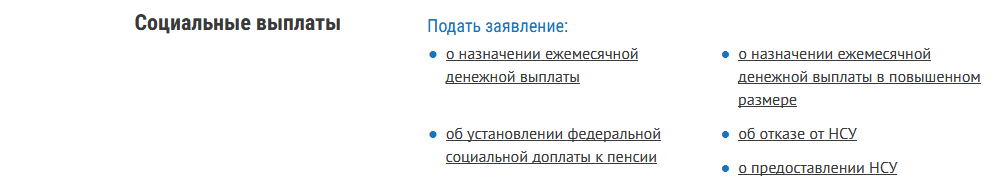 Социальные выплаты
Подать заявление:
о назначении ежемесячной
денежной выплаты
о назначении ежемесячной
денежной выплаты в повышенном
размере
об установлении федеральной
социальной доплаты к пенсии
об отказе от НСУ
о предоставлении НСУ